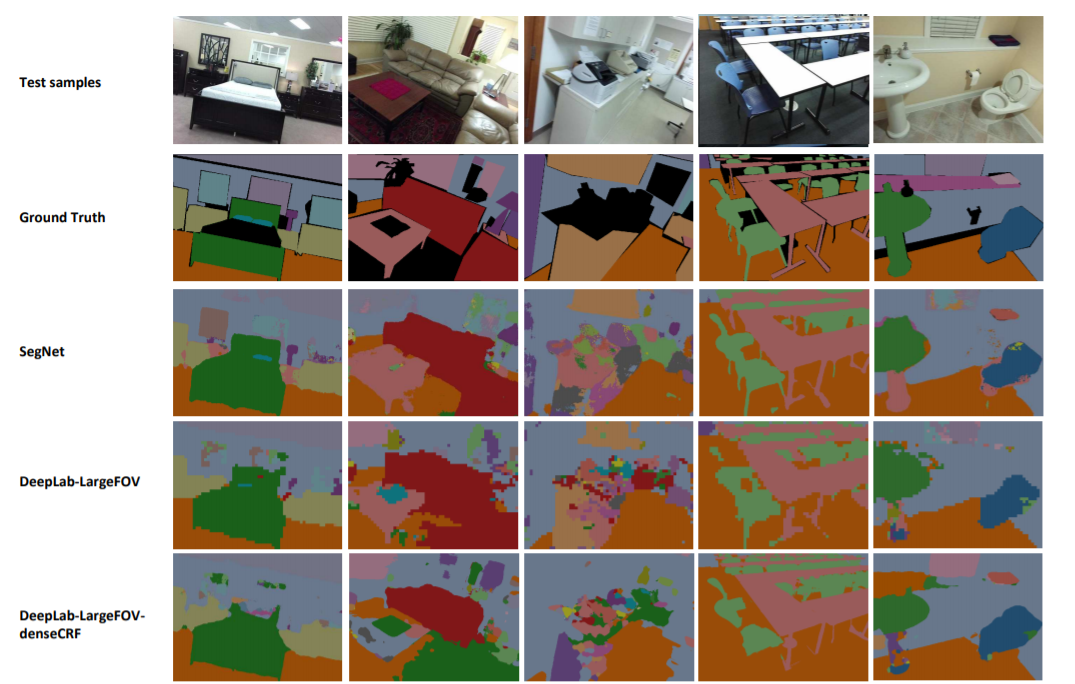 Test samples
Ground Truth
SegNet
DeepLab-LargeFOV
DeepLab-LargeFOV-
denseCRF